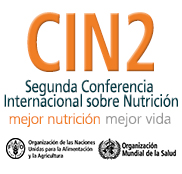 CIN2
Segunda Conferencia
Internacional sobre Nutrición
mejor nutrición mejor vida
Organización de las Naciones
Unidas para la Alimentación
y la Agricultura
Organización
Mundial de la Salud